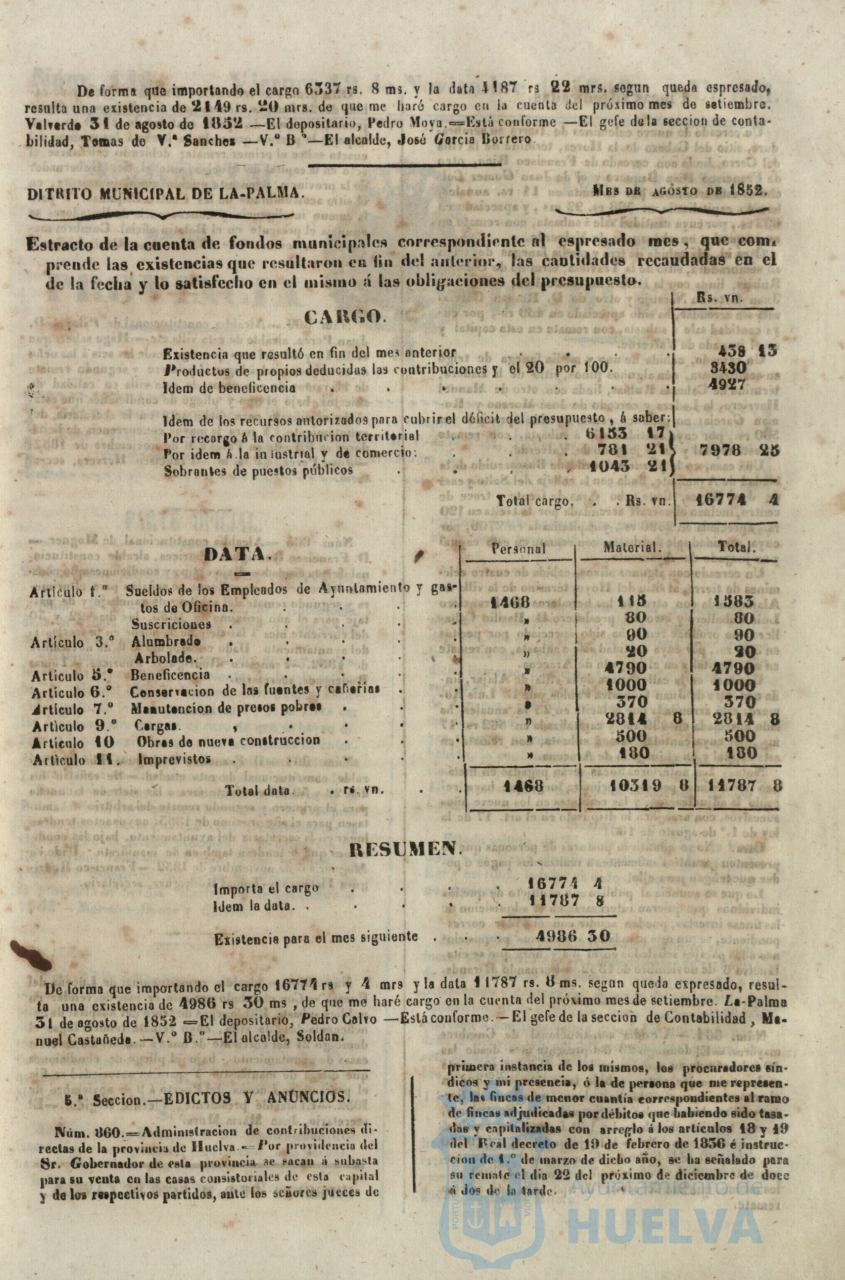 De forma que importando el cargo 6337 rs. 8 ms. y la data 4187 rs 22 mrs. segun queda espresado,
resulta una existencia de 2149 rs. 20 mrs. de que me haré cargo en la cuenta del próximo mes de setiembre.
Valverde 31 de agosto de 1852 —El depositario, Pedro Moya.=Está conforme —El gefe de la seccion de conta-
bilidad, Tomas de V.ª Sanches —V.º B º—El alcalde, José Garcia Borrero
DITRITO MUNICIPAL DE LA-PALMA.
MES DE AGOSTO DE 1852.
Estracto de la cuenta de fondos municipales correspondiente al espresado mes, que com-
prende las existencias que resultaron en fin del anterior, las cantidades recaudadas en el
de la fecha y lo satisfecho en el mismo á las obligaciones del presupuesto.
Rs. vn.
CARGO.
Existencia que resultó en fin del mes anterior . . . 438 13
Productos de propios deducidas las contribuciones y el 20 por 100. 3430
Idem de beneficencia . . . . . . 4927
Idem de los recursos autorizados para cubrir el déficit del presupuesto, á saber:
Por recargo á la contribucion territorial . . . 6153 17
Por idem á la industrial y de comercio: . . . 781 21 7978 25
Sobrantes de puestos públicos . . . 1043 21
Total cargo. . . Rs. vn. 16774 4
DATA.
Personal Material. Total.
Articulo 1.º Sueldos de los Empleados de Ayuntamiento y gas-
tos de Oficina. . . . 1468 115 1583
Suscriciones . . . . » 80 80
Articulo 3.º Alumbrado . . . . » 90 90
Arbolado. . . . . » 20 20
Articulo 5.º Beneficencia . . . . » 4790 4790
Articulo 6.º Conservacion de las fuentes y cañerias . . » 1000 1000
Articulo 7.º Manutencion de presos pobres . . . » 370 370
Articulo 9.º Cargas. , . . . » 2814 8 2814 8
Articulo 10 Obras de nueva construccion . . . » 500 500
Articulo 11. Imprevistos . . . . » 180 180
Total data. . rs. vn. . . 1468 10319 8 11787 8
RESUMEN.
Importa el cargo . . . . 16774 4
Idem la data. . . . . . 11787 8
Existencia para el mes siguiente . . . 4986 30
De forma que importando el cargo 16774 rs y 4 mrs y la data 11787 rs. 8 ms. segun queda expresado, resul-
ta una existencia de 4986 rs 30 ms, de que me haré cargo en la cuenta del próximo mes de setiembre. La-Palma
31 de agosto de 1852 =El depositario, Pedro Calvo —Está conforme.—El gefe de la seccion de Contabilidad, Ma-
nuel Castañeda.—V.º B.º—El alcalde, Soldan.
5.ª Seccion.—EDICTOS Y ANUNCIOS.
Núm. 860.=Administracion de contribuciones di-
rectas de la provincia de Huelva.=Por providencia del
Sr. Gobernador de esta provincia se sacan á subasta
para su venta en las casas consistoriales de esta capital
y de los respectivos partidos, ante los señores jueces de
primera instancia de los mismos, los procuradores sín-
dicos y mi presencia, ó la de persona que me represen-
te, las fincas de menor cuantía correspondientes al ramo
de fincas adjudicadas por débitos que habiendo sido tasa-
das y capitalizadas con arreglo á los artículos 18 y 19
del Real decreto de 19 de febrero de 1836 é instruc-
cion de 1.º de marzo de dicho año, se ha señalado para
su remate el dia 22 del próximo de diciembre de doce
á dos de la tarde.
Ayuntamiento de
HUELVA